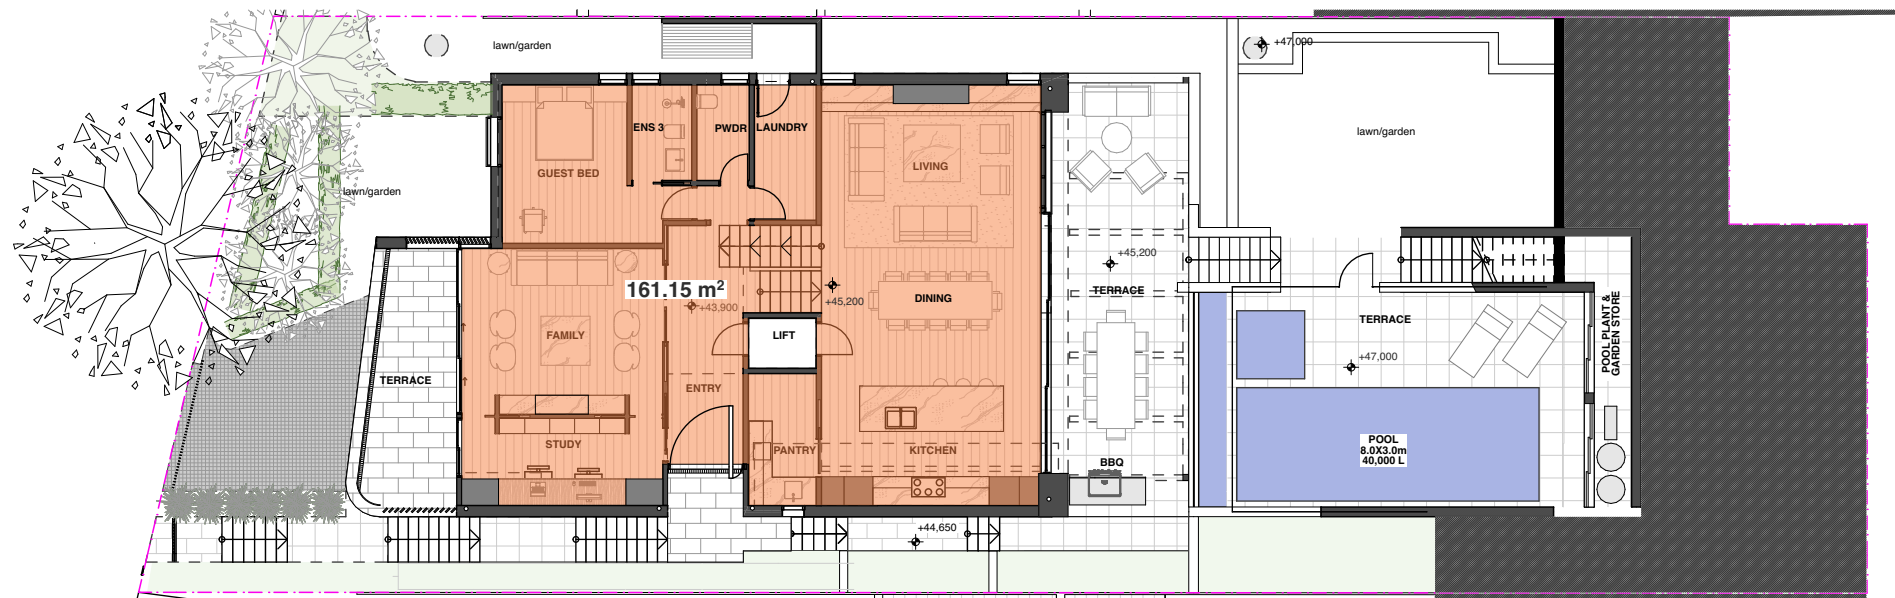 lawn/garden
+47,000
ENS 3
PWDR
LAUNDRY
lawn/garden
LIVING
GUEST BED
lawn/garden
+45,200
161.15 m²
TERRACE
+43,900
+45,200
DINING
TERRACE
POOL PLANT &
GARDEN STORE
FAMILY
LIFT
+47,000
TERRACE
ENTRY
STUDY
PANTRY
KITCHEN
POOL
8.0X3.0m
40,000 L
BBQ
+44,650